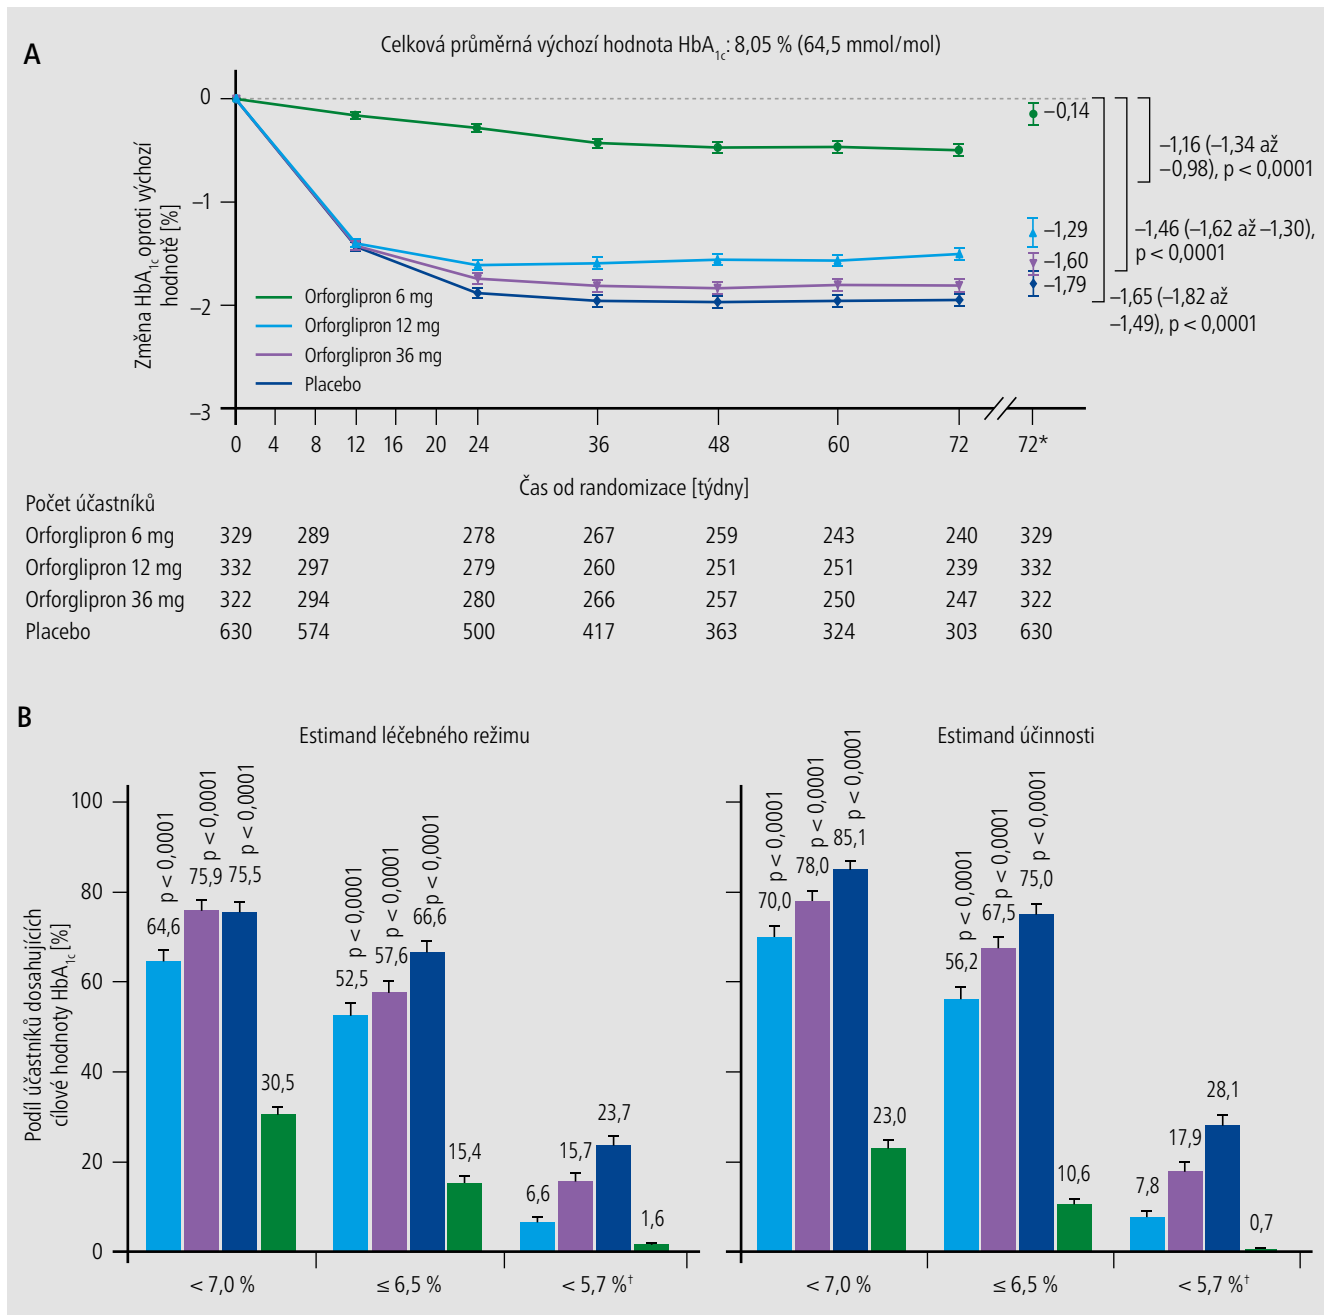 A
Celková průměrná výchozí hodnota HbA1c: 8,05 % (64,5 mmol/mol)
Změna HbA1c oproti výchozí
hodnotě [%]
0
–1
–2
–3
Orforglipron 6 mg
Orforglipron 12 mg
Orforglipron 36 mg
Placebo
–0,14
–1,29
–1,60
–1,79
–1,16 (–1,34 až
–0,98), p < 0,0001
–1,46 (–1,62 až –1,30),
p < 0,0001
–1,65 (–1,82 až
–1,49), p < 0,0001
0 4 8 12 16 20 24 36 48 60 72 72*
Čas od randomizace [týdny]
Počet účastníků
Orforglipron 6 mg 329 289 278 267 259 243 240 329
Orforglipron 12 mg 332 297 279 260 251 251 239 332
Orforglipron 36 mg 322 294 280 266 257 250 247 322
Placebo 630 574 500 417 363 324 303 630
B
Estimand léčebného režimu
Podíl účastníků dosahujících
cílové hodnoty HbA1c [%]
100
80
60
40
20
0
p < 0,0001
p < 0,0001
p < 0,0001
64,6
75,9
75,5
30,5
p < 0,0001
p < 0,0001
p < 0,0001
52,5
57,6
66,6
15,4
6,6
15,7
23,7
1,6
< 7,0 % ≤ 6,5 % < 5,7 %†
Estimand účinnosti
p < 0,0001
p < 0,0001
p < 0,0001
70,0
78,0
85,1
23,0
p < 0,0001
p < 0,0001
p < 0,0001
56,2
67,5
75,0
10,6
7,8
17,9
28,1
0,7
< 7,0 % ≤ 6,5 % < 5,7 %†